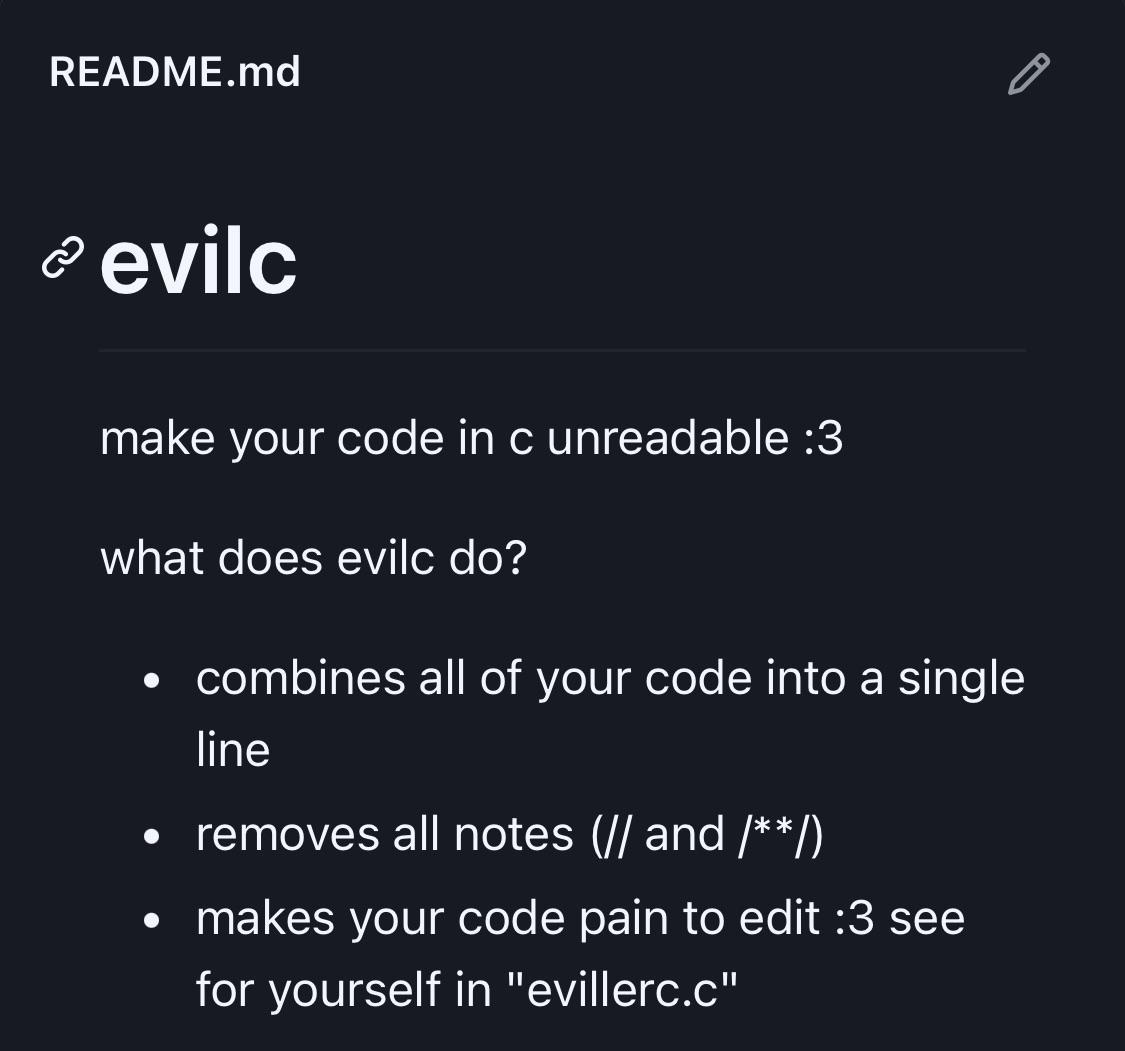 README.md
evilc
make your code in c unreadable :3
what does evilc do?
• combines all of your code into a single
line
• removes all notes (// and /**/)
• makes your code pain to edit :3 see
for yourself in "evillerc.c"